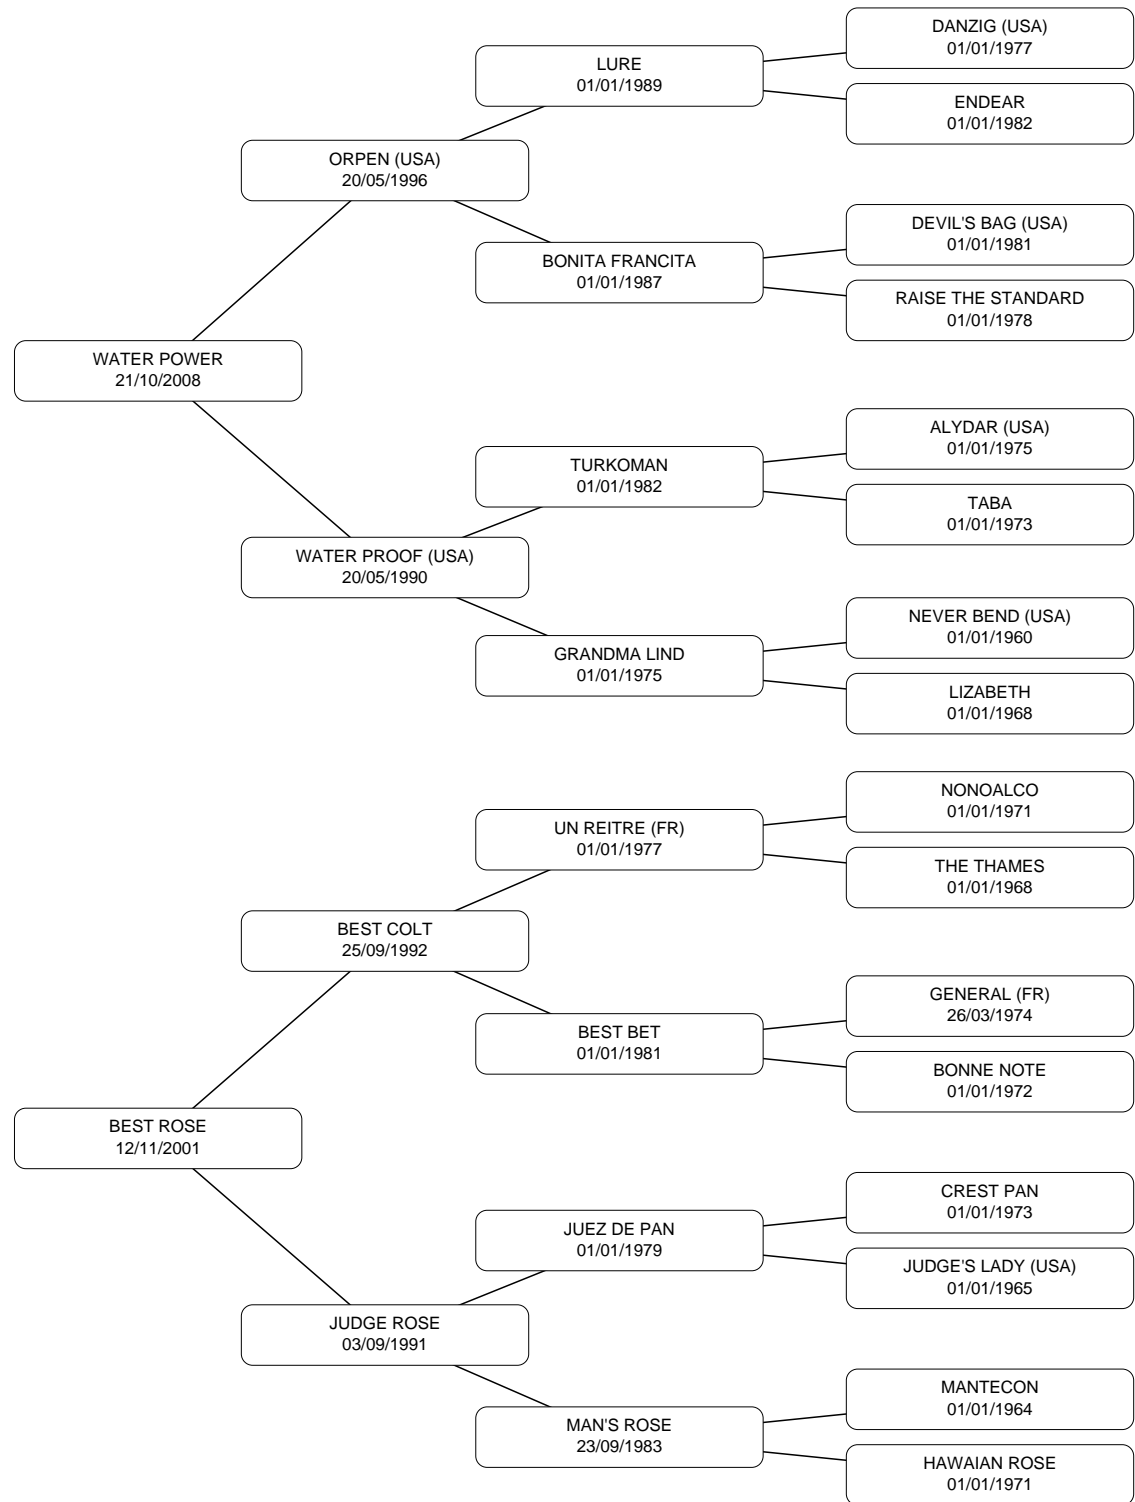 DANZIG (USA)
01/01/1977
LURE
01/01/1989
ENDEAR
01/01/1982
ORPEN (USA)
20/05/1996
DEVIL'S BAG (USA)
01/01/1981
BONITA FRANCITA
01/01/1987
RAISE THE STANDARD
01/01/1978
WATER POWER
21/10/2008
ALYDAR (USA)
01/01/1975
TURKOMAN
01/01/1982
TABA
01/01/1973
WATER PROOF (USA)
20/05/1990
NEVER BEND (USA)
01/01/1960
GRANDMA LIND
01/01/1975
LIZABETH
01/01/1968
NONOALCO
01/01/1971
UN REITRE (FR)
01/01/1977
THE THAMES
01/01/1968
BEST COLT
25/09/1992
GENERAL (FR)
26/03/1974
BEST BET
01/01/1981
BONNE NOTE
01/01/1972
BEST ROSE
12/11/2001
CREST PAN
01/01/1973
JUEZ DE PAN
01/01/1979
JUDGE'S LADY (USA)
01/01/1965
JUDGE ROSE
03/09/1991
MANTECON
01/01/1964
MAN'S ROSE
23/09/1983
HAWAIAN ROSE
01/01/1971